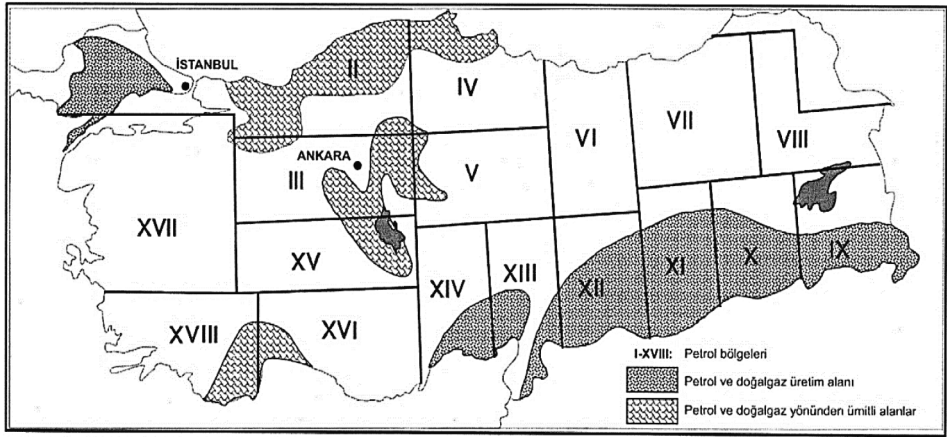 İSTANBUL
II
IV
VI
VII
VIII
ANKARA
III
V
XVII
XV
XIV
XIII
XII
XI
X
IX
XVIII
XVI
I-XVIII: Petrol bölgeleri
Petrol ve doğalgaz üretim alanı
Petrol ve doğalgaz yönünden ümitli alanlar